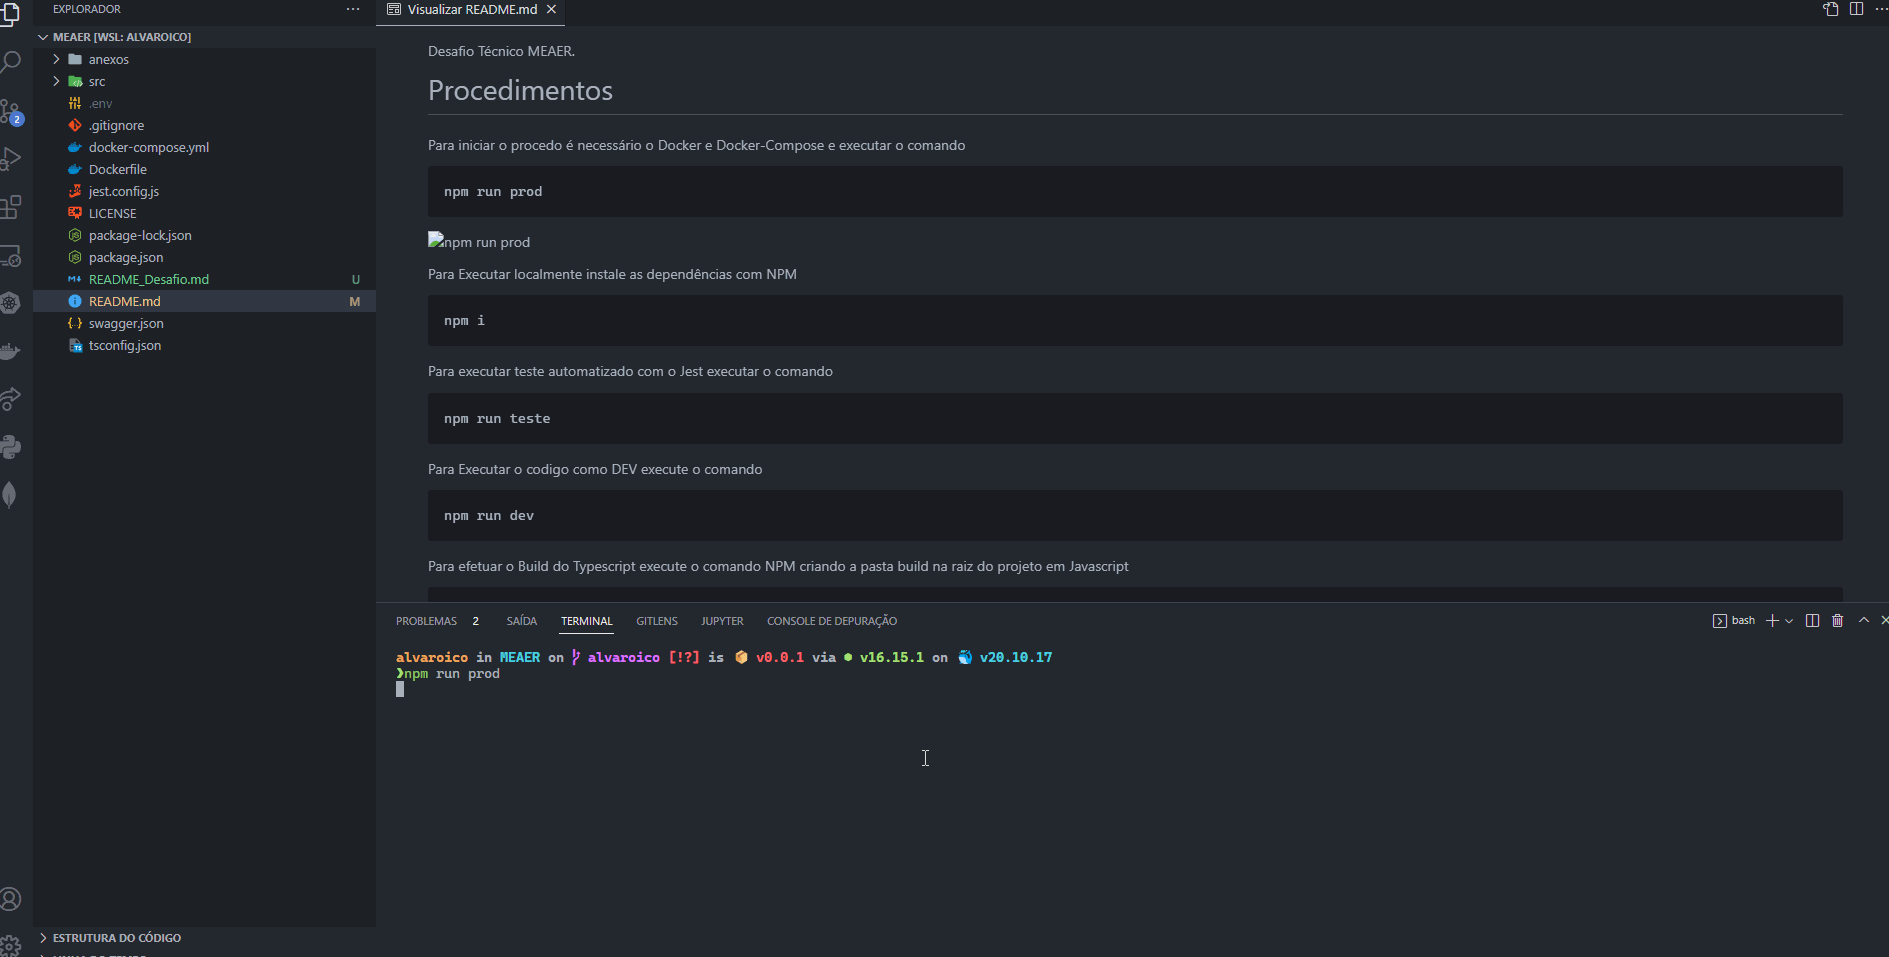 EXPLORADOR
MEAER [WSL: ALVAROICO]
anexos
src
.env
.gitignore
docker-compose.yml
Dockerfile
jest.config.js
LICENSE
package-lock.json
package.json
README_Desafio.md U
README.md M
swagger.json
tsconfig.json
ESTRUTURA DO CÓDIGO
2
Visualizar README.md
Desafio Técnico MEAER.
Procedimentos
Para iniciar o procedo é necessário o Docker e Docker-Compose e executar o comando
npm run prod
npm run prod
Para Executar localmente instale as dependências com NPM
npm i
Para executar teste automatizado com o Jest executar o comando
npm run teste
Para Executar o codigo como DEV execute o comando
npm run dev
Para efetuar o Build do Typescript execute o comando NPM criando a pasta build na raiz do projeto em Javascript
PROBLEMAS 2 SAÍDA TERMINAL GITLENS JUPYTER CONSOLE DE DEPURAÇÃO bash
alvaroico in MEAER on alvaroico [!?] is v0.0.1 via v16.15.1 on v20.10.17
❯npm run prod